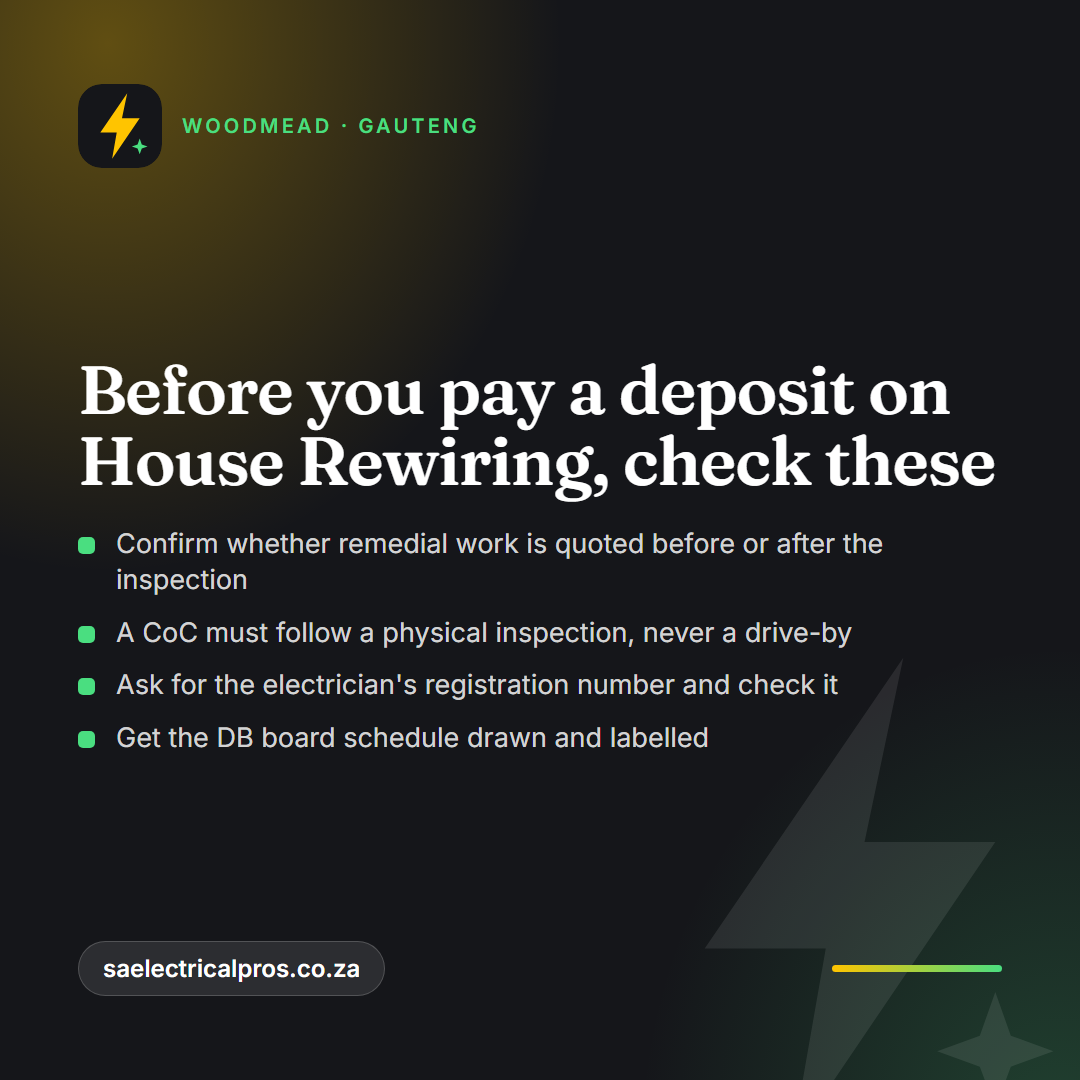 WOODMEAD · GAUTENG
Before you pay a deposit on
House Rewiring, check these
Confirm whether remedial work is quoted before or after the
inspection
A CoC must follow a physical inspection, never a drive-by
Ask for the electrician's registration number and check it
Get the DB board schedule drawn and labelled
saelectricalpros.co.za